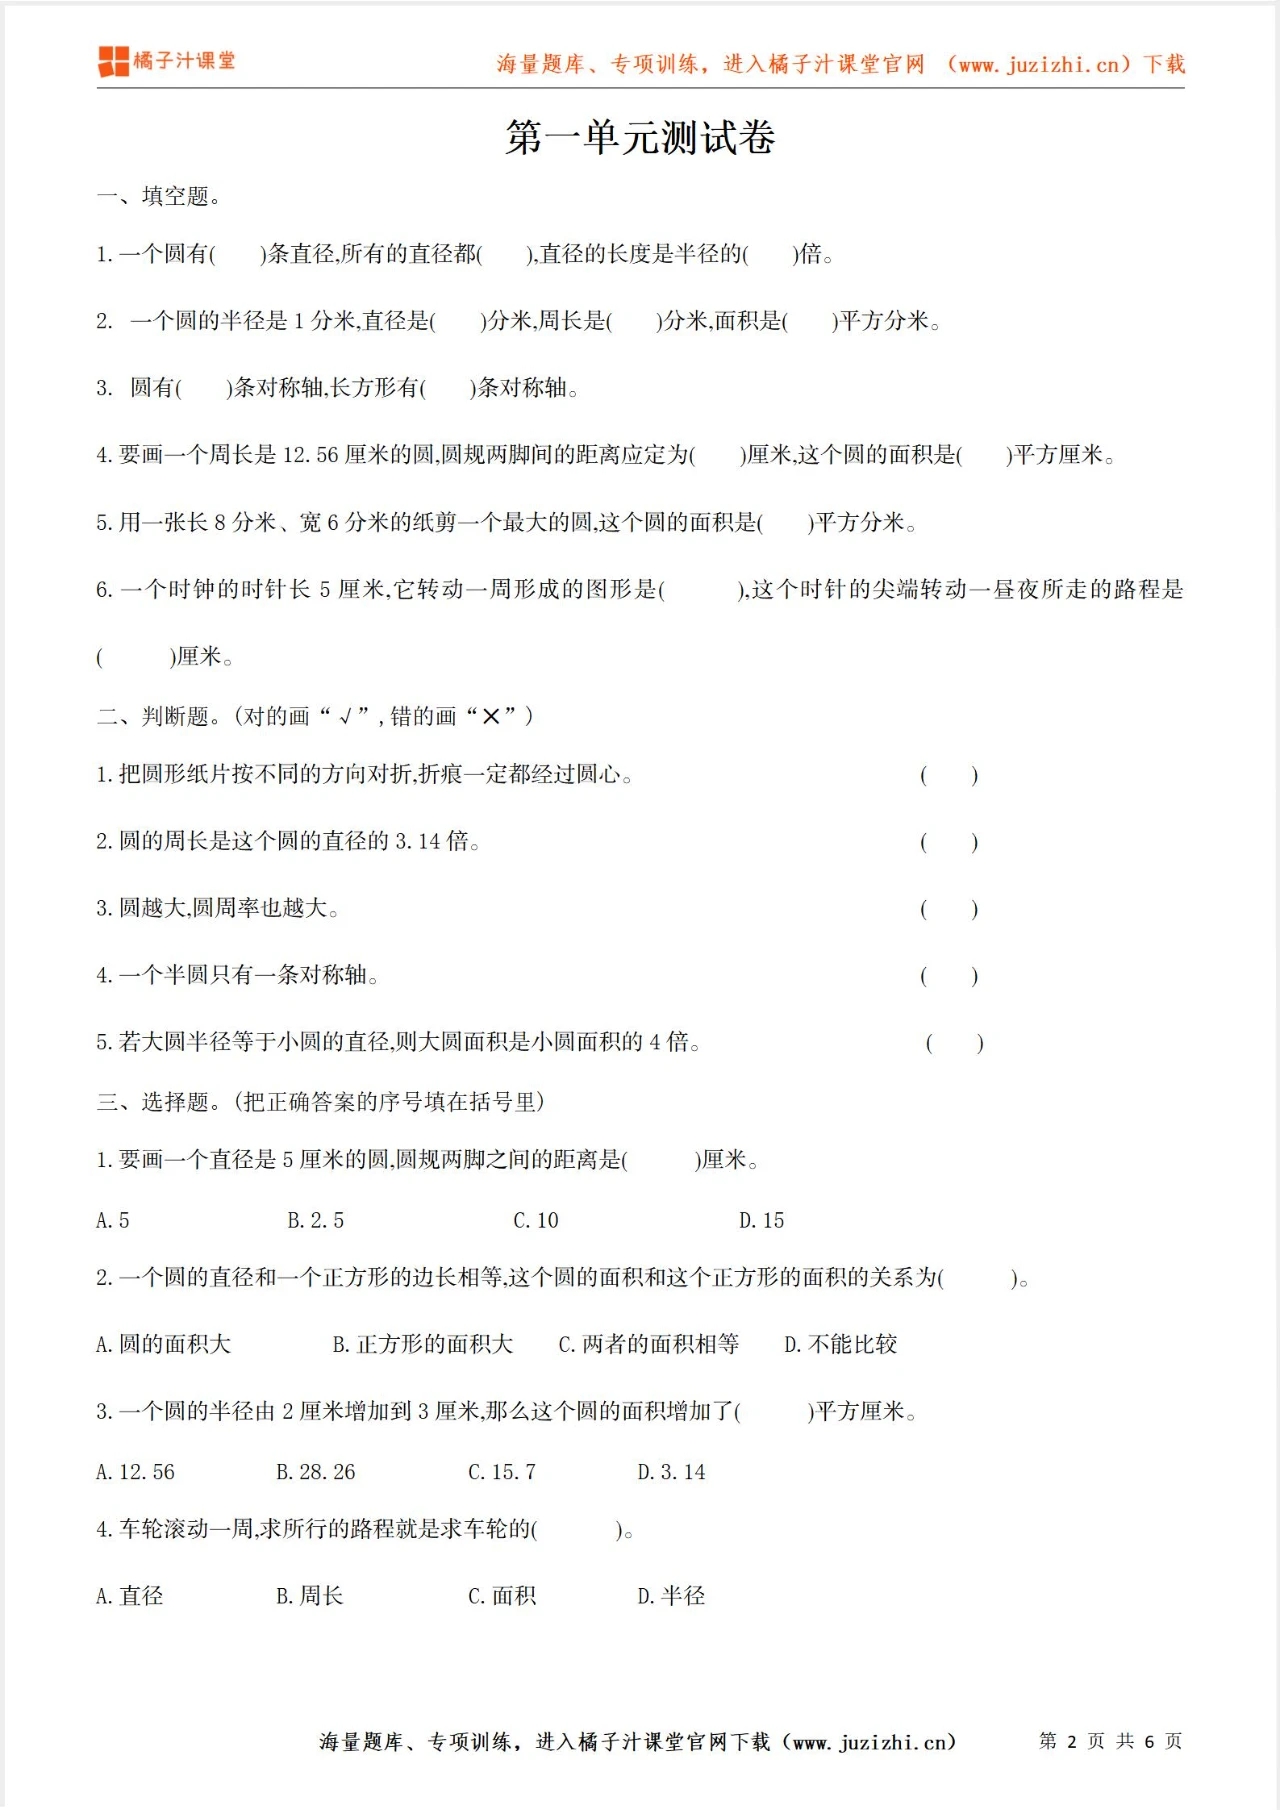 橘子汁课堂
海量题库、专项训练，进入橘子汁课堂官网 （www.juzizhi.cn）下载
第一单元测试卷
一、填空题。
1.一个圆有(    )条直径,所有的直径都(    ),直径的长度是半径的(    )倍。
2. 一个圆的半径是1分米,直径是(    )分米,周长是(    )分米,面积是(    )平方分米。
3. 圆有(    )条对称轴,长方形有(    )条对称轴。
4.要画一个周长是12.56厘米的圆,圆规两脚间的距离应定为(    )厘米,这个圆的面积是(    )平方厘米。
5.用一张长8分米、宽6分米的纸剪一个最大的圆,这个圆的面积是(    )平方分米。
6.一个时钟的时针长5厘米,它转动一周形成的图形是(      ),这个时针的尖端转动一昼夜所走的路程是
(      )厘米。
二、判断题。(对的画“√”,错的画“✕”)
1.把圆形纸片按不同的方向对折,折痕一定都经过圆心。 (    )
2.圆的周长是这个圆的直径的3.14倍。 (    )
3.圆越大,圆周率也越大。 (    )
4.一个半圆只有一条对称轴。 (    )
5.若大圆半径等于小圆的直径,则大圆面积是小圆面积的4倍。 (    )
三、选择题。(把正确答案的序号填在括号里)
1.要画一个直径是5厘米的圆,圆规两脚之间的距离是(      )厘米。
A.5 B.2.5 C.10 D.15
2.一个圆的直径和一个正方形的边长相等,这个圆的面积和这个正方形的面积的关系为(      )。
A.圆的面积大 B.正方形的面积大 C.两者的面积相等 D.不能比较
3.一个圆的半径由2厘米增加到3厘米,那么这个圆的面积增加了(      )平方厘米。
A.12.56 B.28.26 C.15.7 D.3.14
4.车轮滚动一周,求所行的路程就是求车轮的(      )。
A.直径 B.周长 C.面积 D.半径
海量题库、专项训练，进入橘子汁课堂官网下载（www.juzizhi.cn） 第 2 页 共 6 页